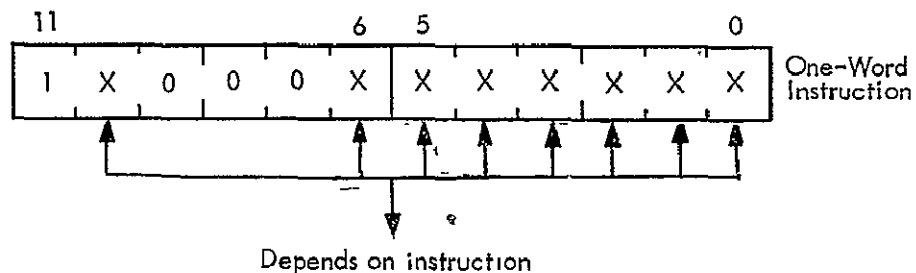 11 6 5 0
1 X 0 0 0 X X X X X X X One-Word
Instruction
Depends on instruction